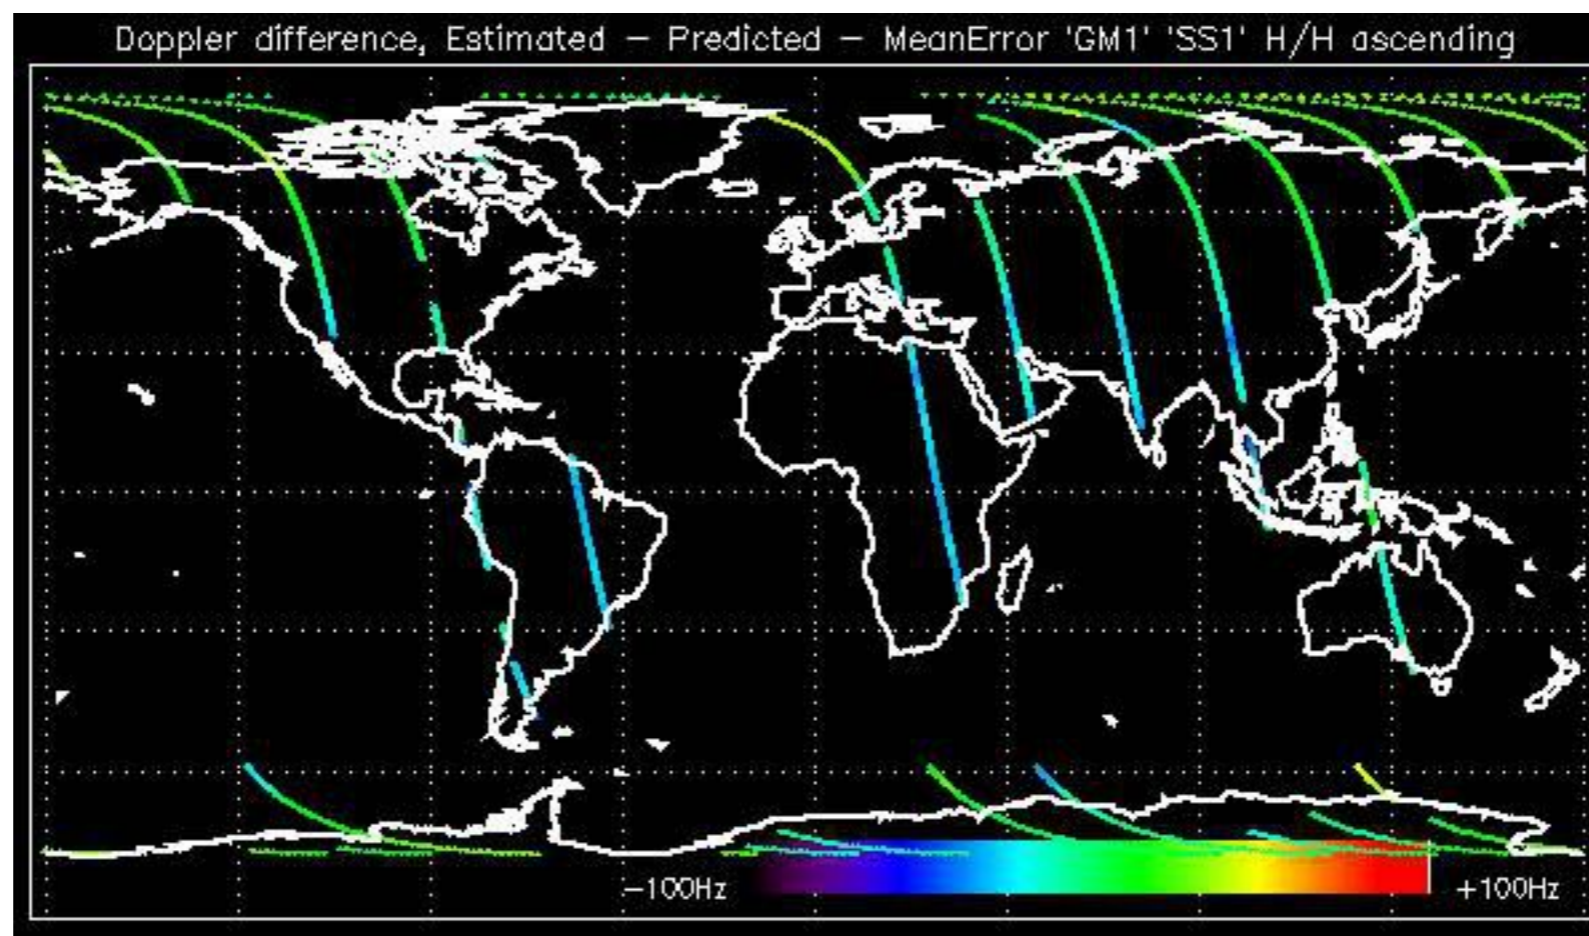 Doppler difference, Estimated - Predicted - MeanError 'GM1' 'SS1' H/H ascending
-100Hz
+100Hz